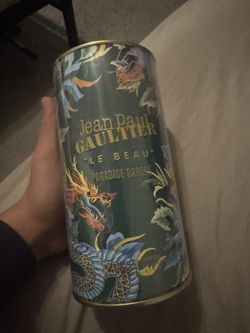 Jean Paul
GAULTIER
"LE BEAU"
PARADISE GARDEN